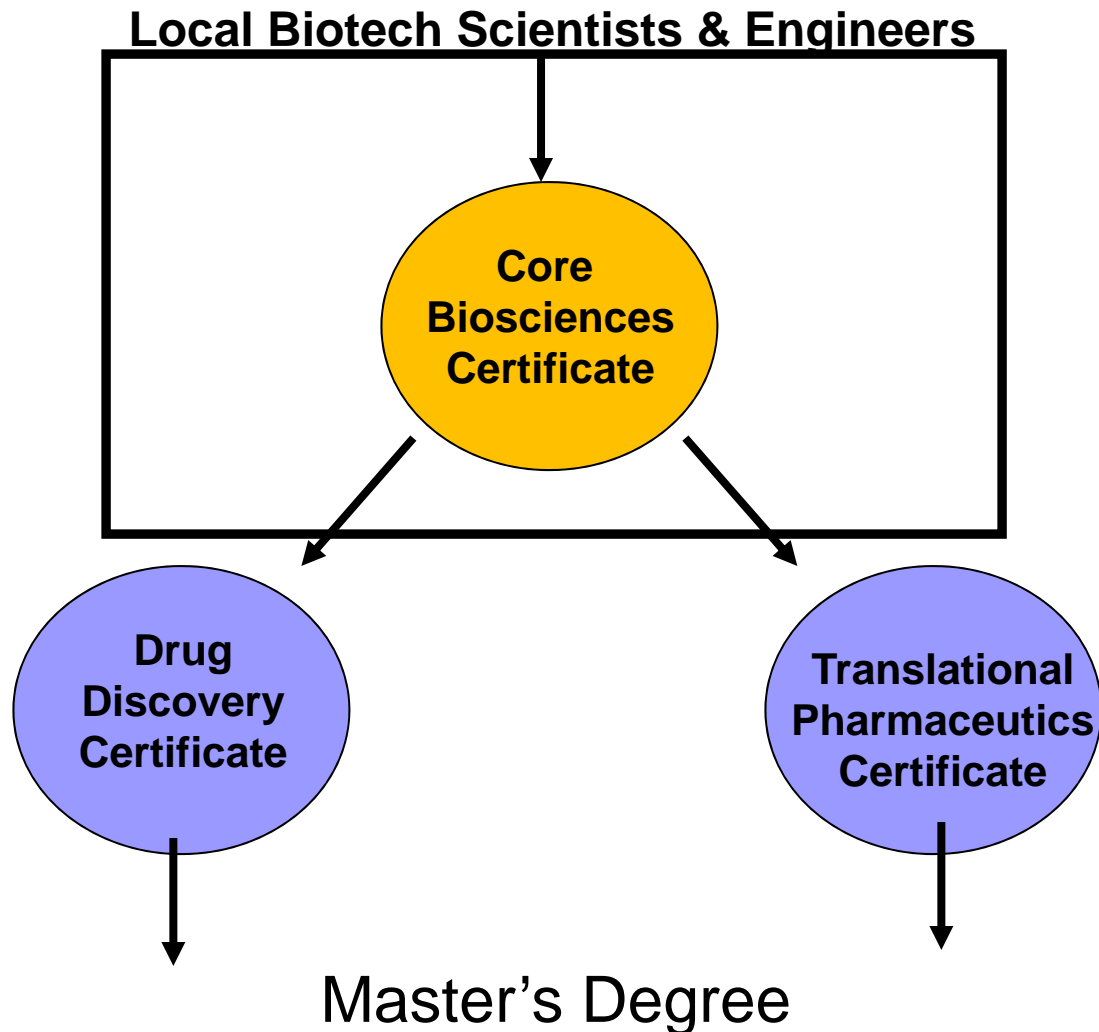 Local Biotech Scientists & Engineers
Core
Biosciences
Certificate
Drug
Discovery
Certificate
Translational
Pharmaceutics
Certificate
Master’s Degree